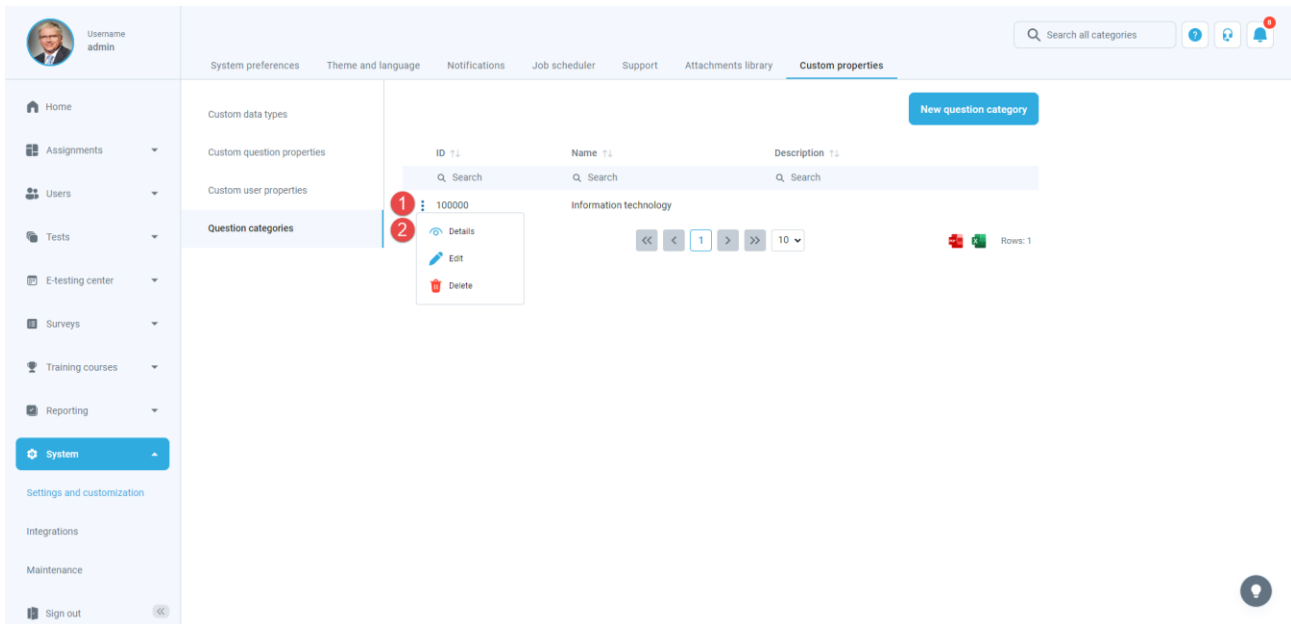 Username
admin
Search all categories
?
8
System preferences Theme and language Notifications Job scheduler Support Attachments library Custom properties
Home
Assignments
Users
Tests
E-testing center
Surveys
Training courses
Reporting
System
Settings and customization
Integrations
Maintenance
Sign out
Custom data types
Custom question properties
Custom user properties
Question categories
New question category
ID Name Description
Search Search Search
1 100000 Information technology
2 Details
Edit
Delete
1 10 Rows: 1